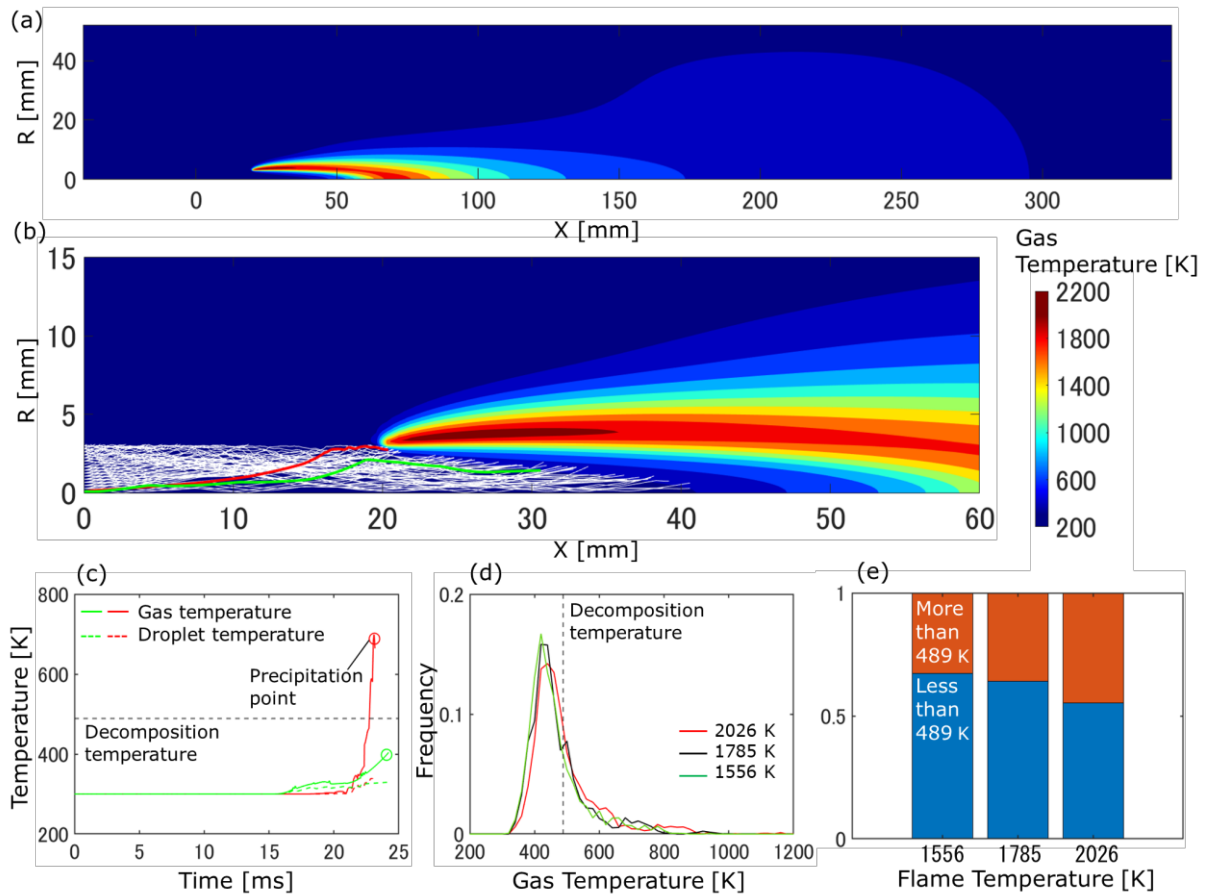 (a)
40
20
0
R [mm]
0
50
100
150
200
250
300
X [mm]
(b)
15
10
5
0
R [mm]
0
10
20
30
40
50
60
X [mm]
Gas
Temperature [K]
2200
1800
1400
1000
600
200
(c)
800
600
400
200
Temperature [K]
Gas temperature
Droplet temperature
Precipitation
point
Decomposition
temperature
0
5
10
15
20
25
Time [ms]
(d)
0.2
0.1
0
Frequency
Decomposition
temperature
2026 K
1785 K
1556 K
200
400
600
800
1000
1200
Gas Temperature [K]
(e)
1
0.5
0
More
than
489 K
Less
than
489 K
1556
1785
2026
Flame Temperature [K]